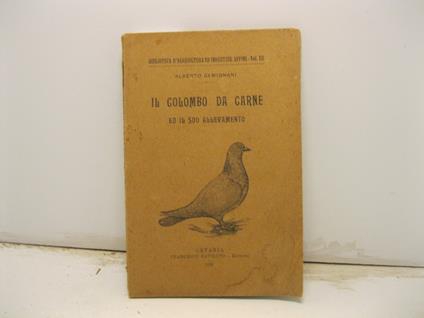 BIBLIOTECA D'AGRICOLTURA ED INDUSTRIE AFFINI - Vol. III
ALBERTO GEMIGNANI
IL COLOMBO DA CARNE
ED IL SUO ALLEVAMENTO
CATANIA
FRANCESCO BATTIATO - Editore